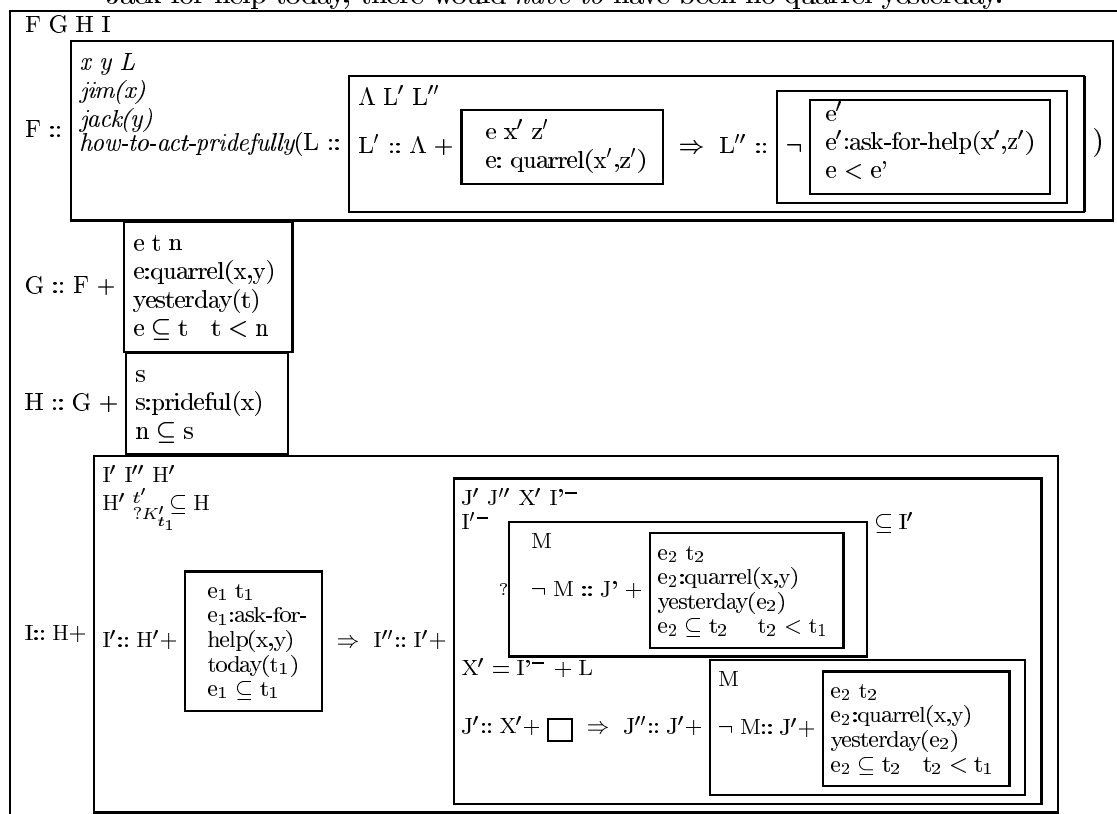 Jack for help today, there would have to have been no quarrel yesterday.
F G H I
x y L
jim(x)
jack(y)
F :: how-to-act-pridefully(L ::
Λ L′ L′′
L′ :: Λ +
e x′ z′
e: quarrel(x′,z′)
⇒ L′′ :: ¬
e′
e′:ask-for-help(x′,z′)
e < e'
)
G :: F +
e t n
e:quarrel(x,y)
yesterday(t)
e ⊆ t t < n
H :: G +
s
s:prideful(x)
n ⊆ s
I:: H+
I′ I′′ H′
H′ t′ ?K′t1 ⊆ H
I′:: H′+
e₁ t₁
e₁:ask-for-
help(x,y)
today(t₁)
e₁ ⊆ t₁
⇒ I′′:: I′+
J′ J′′ X′ I'−
I′− ? ⊆ I′
M
¬ M :: J' +
e₂ t₂
e₂:quarrel(x,y)
yesterday(e₂)
e₂ ⊆ t₂ t₂ < t₁
X′ = I'− + L
J′:: X′+ ⇒ J′′:: J′+
M
¬ M:: J′+
e₂ t₂
e₂:quarrel(x,y)
yesterday(e₂)
e₂ ⊆ t₂ t₂ < t₁